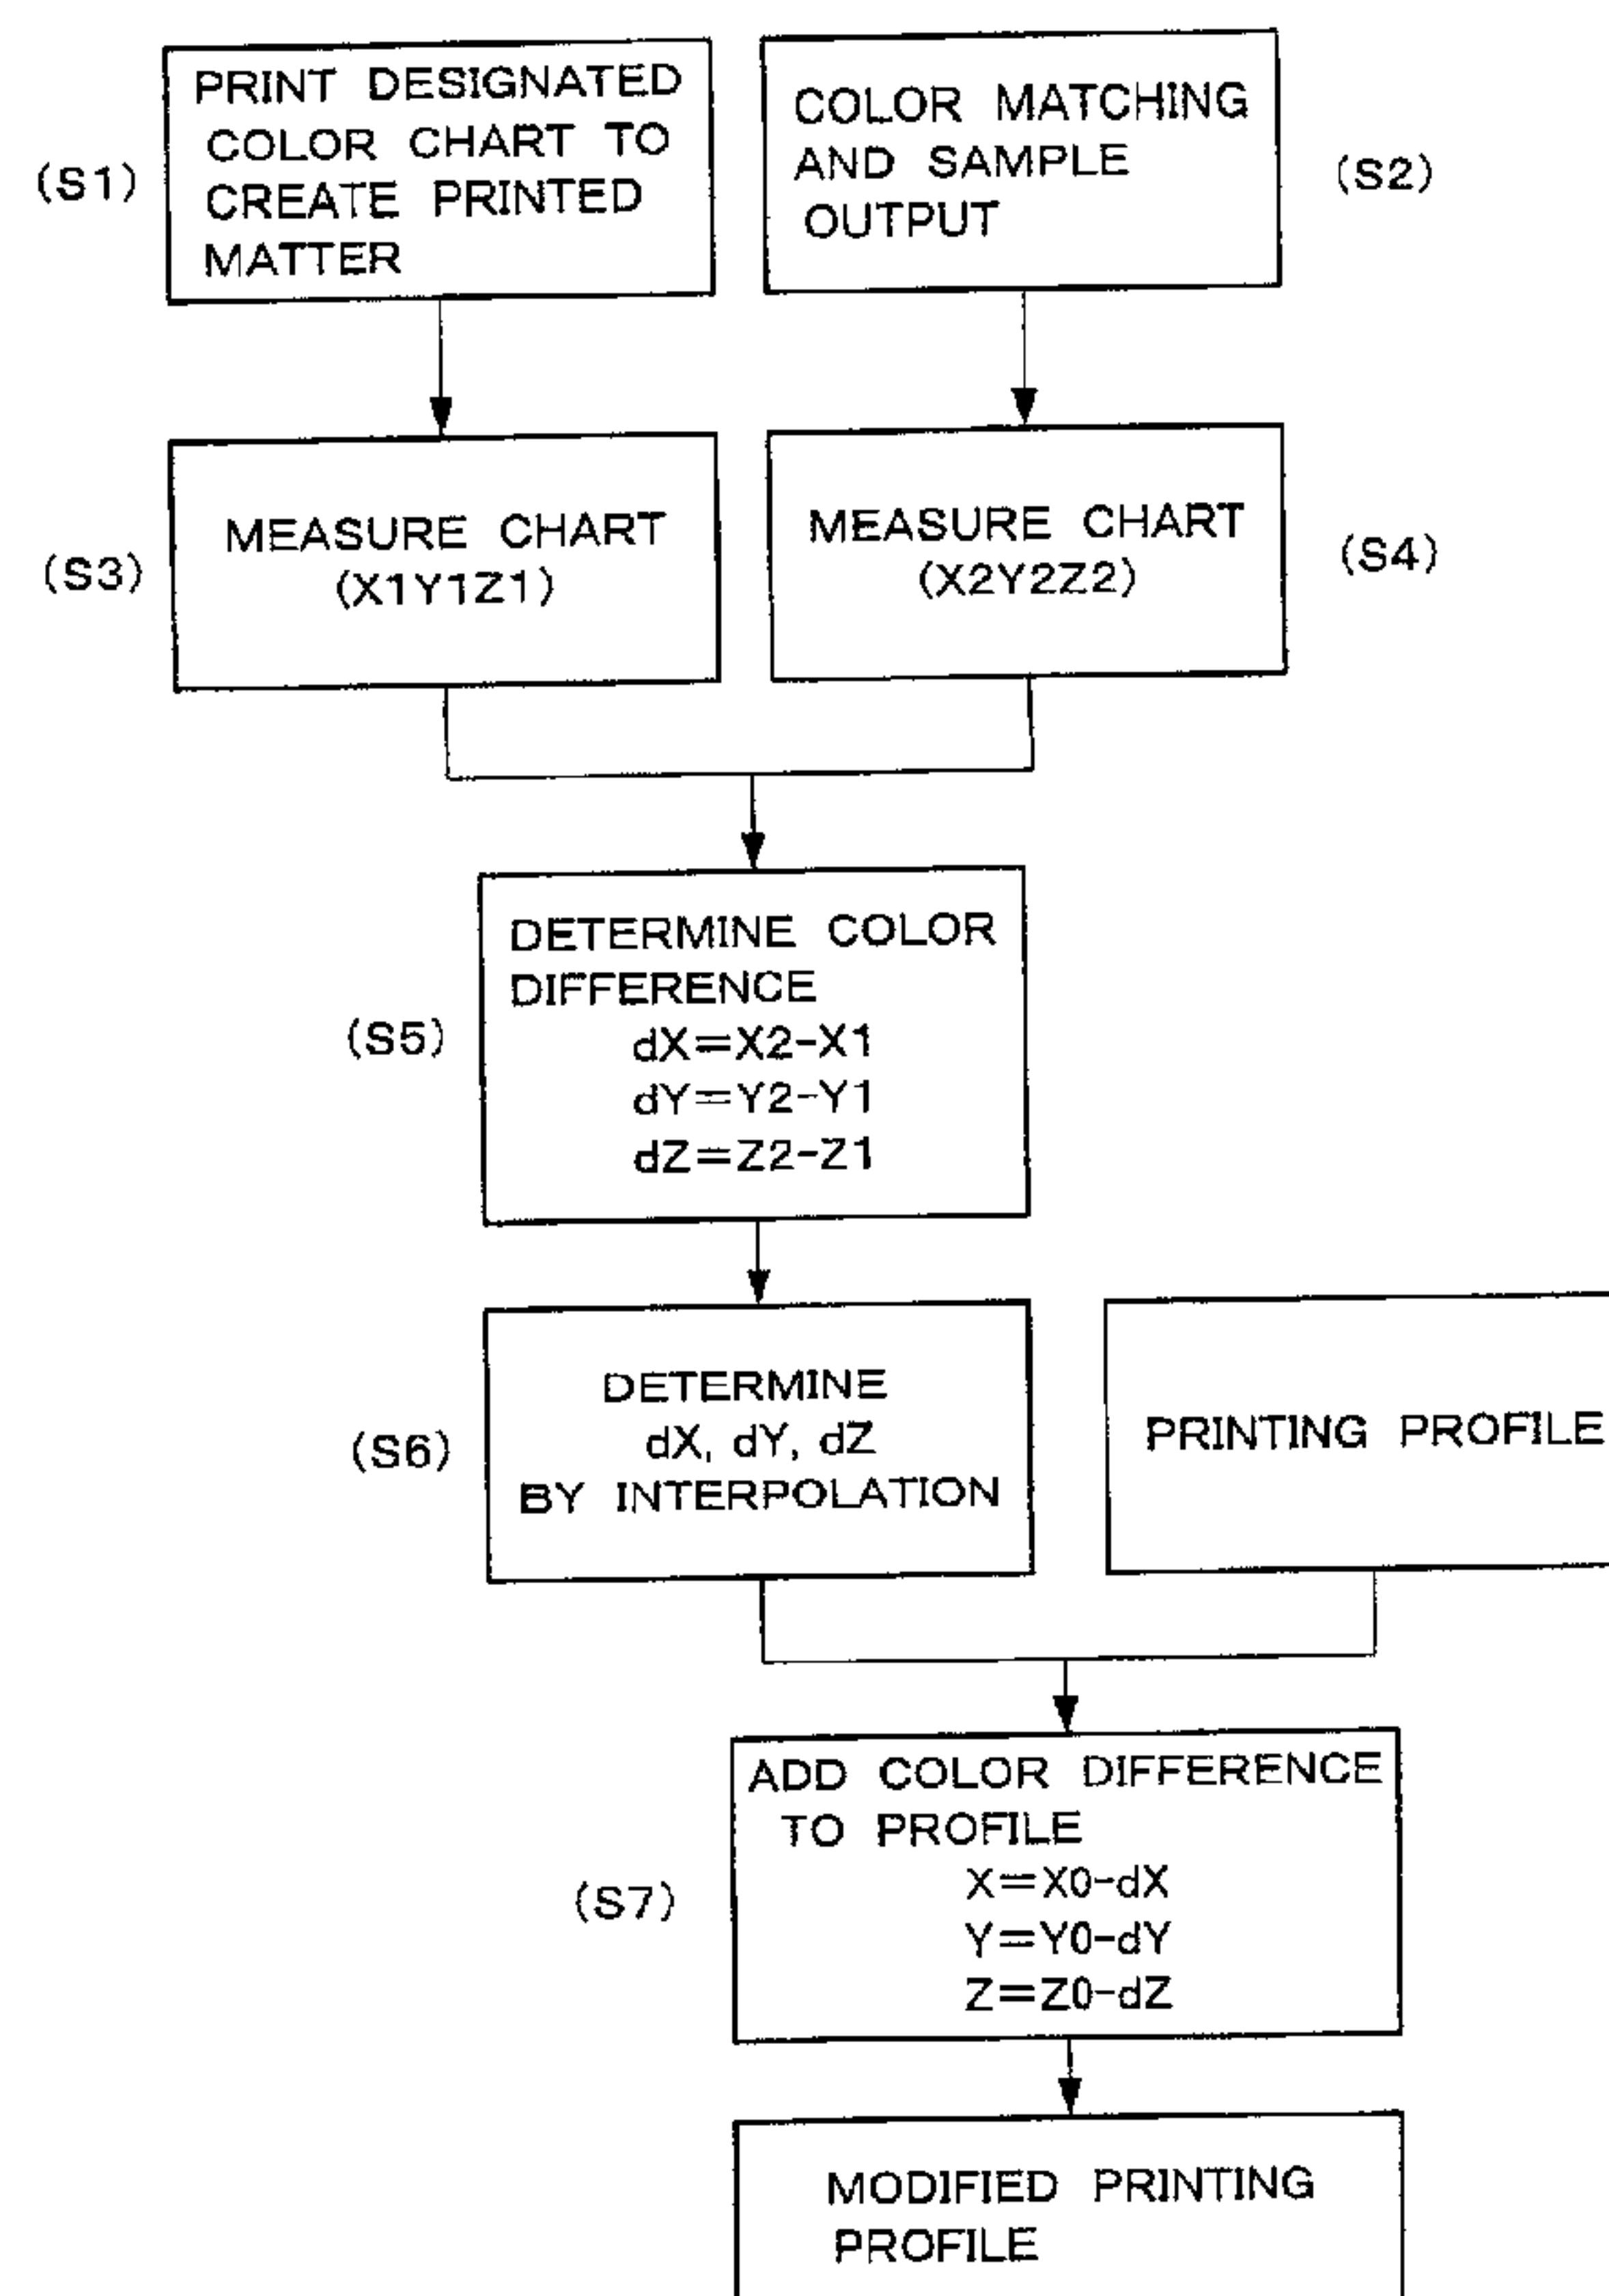 PRINT DESIGNATED
COLOR CHART TO
CREATE PRINTED
MATTER
(S1)
COLOR MATCHING
AND SAMPLE
OUTPUT
(S2)
MEASURE CHART
(X1Y1Z1)
(S3)
MEASURE CHART
(X2Y2Z2)
(S4)
DETERMINE COLOR
DIFFERENCE
dX=X2-X1
dY=Y2-Y1
dZ=Z2-Z1
(S5)
DETERMINE
dX, dY, dZ
BY INTERPOLATION
(S6)
PRINTING PROFILE
ADD COLOR DIFFERENCE
TO PROFILE
X=X0-dX
Y=Y0-dY
Z=Z0-dZ
(S7)
MODIFIED PRINTING
PROFILE